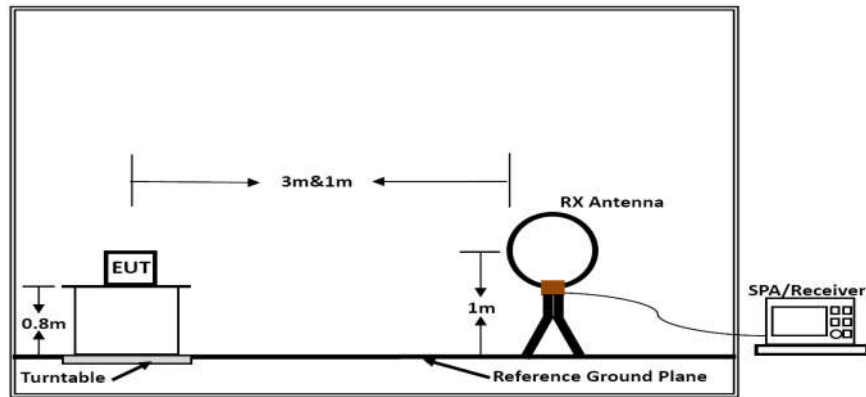 3m&1m
RX Antenna
EUT
SPA/Receiver
0.8m
1m
Turntable
Reference Ground Plane